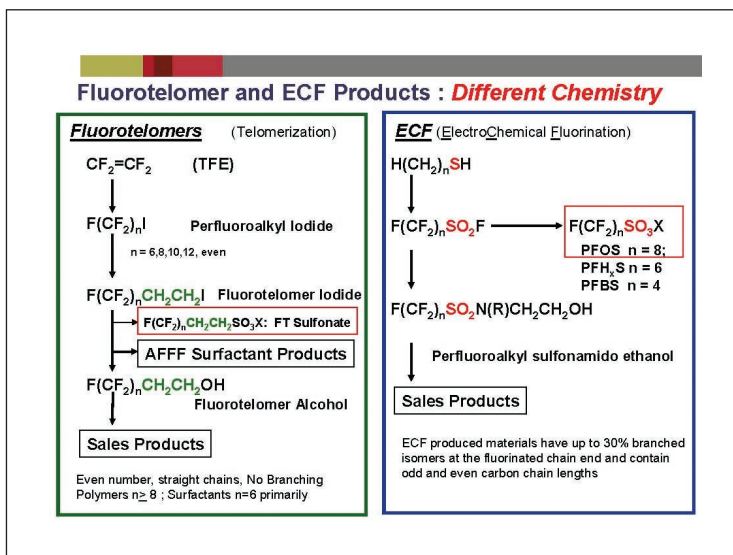 Fluorotelomer and ECF Products : Different Chemistry
Fluorotelomers (Telomerization)
CF₂=CF₂ (TFE)
F(CF₂)ₙI Perfluoroalkyl Iodide
n = 6,8,10,12, even
F(CF₂)ₙCH₂CH₂I Fluorotelomer Iodide
F(CF₂)ₙCH₂CH₂SO₃X: FT Sulfonate
AFFF Surfactant Products
F(CF₂)ₙCH₂CH₂OH
Fluorotelomer Alcohol
Sales Products
Even number, straight chains, No Branching
Polymers n≥ 8 ; Surfactants n=6 primarily
ECF (ElectroChemical Fluorination)
H(CH₂)ₙSH
F(CF₂)ₙSO₂F F(CF₂)ₙSO₃X
PFOS n = 8;
PFHₓS n = 6
PFBS n = 4
F(CF₂)ₙSO₂N(R)CH₂CH₂OH
Perfluoroalkyl sulfonamido ethanol
Sales Products
ECF produced materials have up to 30% branched
isomers at the fluorinated chain end and contain
odd and even carbon chain lengths